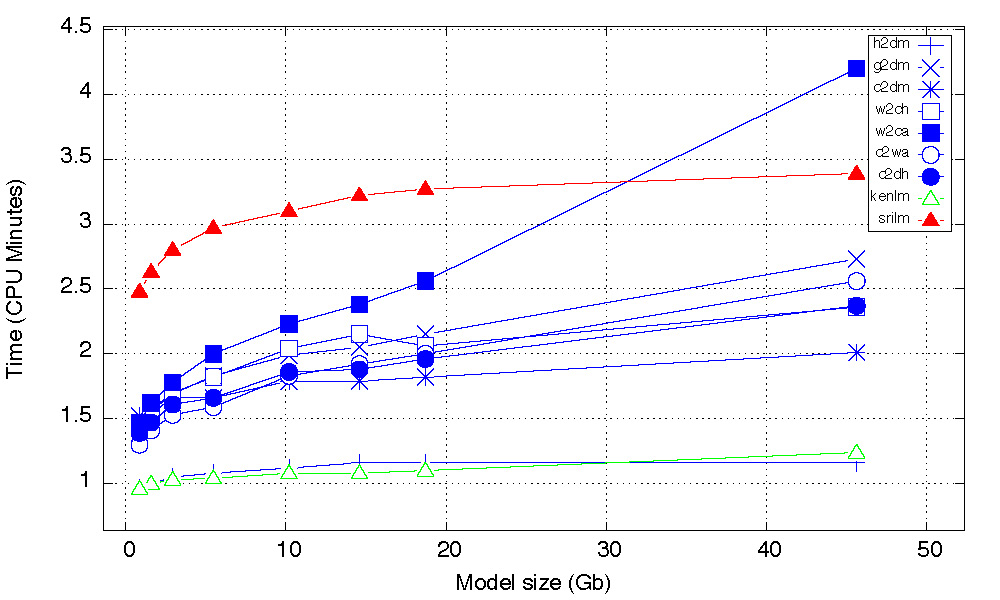 4.5
4
3.5
3
2.5
2
1.5
1
Time (CPU Minutes)
0
10
20
30
40
50
Model size (Gb)
h2dm
g2dm
c2dm
w2ch
w2ca
c2wa
c2dh
kenlm
srilm